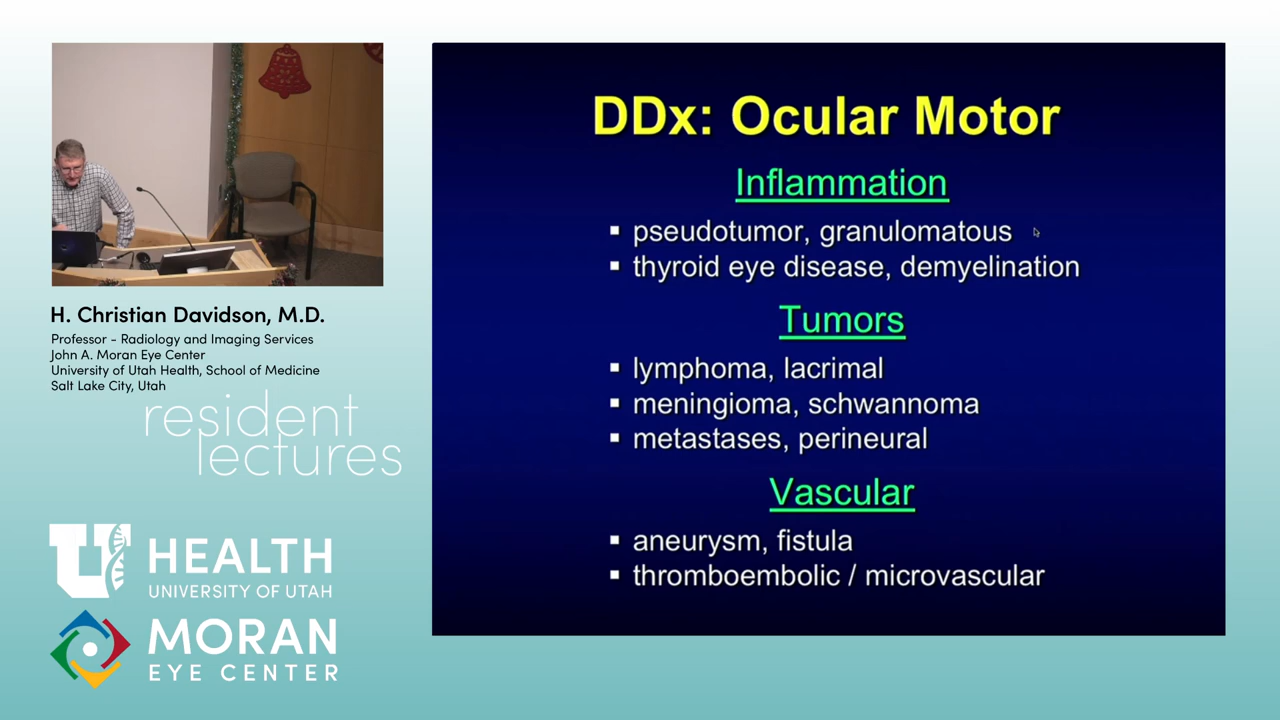 DDx: Ocular Motor
Inflammation
▪ pseudotumor, granulomatous
▪ thyroid eye disease, demyelination
Tumors
▪ lymphoma, lacrimal
▪ meningioma, schwannoma
▪ metastases, perineural
Vascular
▪ aneurysm, fistula
▪ thromboembolic / microvascular
H. Christian Davidson, M.D.
Professor - Radiology and Imaging Services
John A. Moran Eye Center
University of Utah Health, School of Medicine
Salt Lake City, Utah
resident
lectures
U HEALTH
UNIVERSITY OF UTAH
MORAN
EYE CENTER